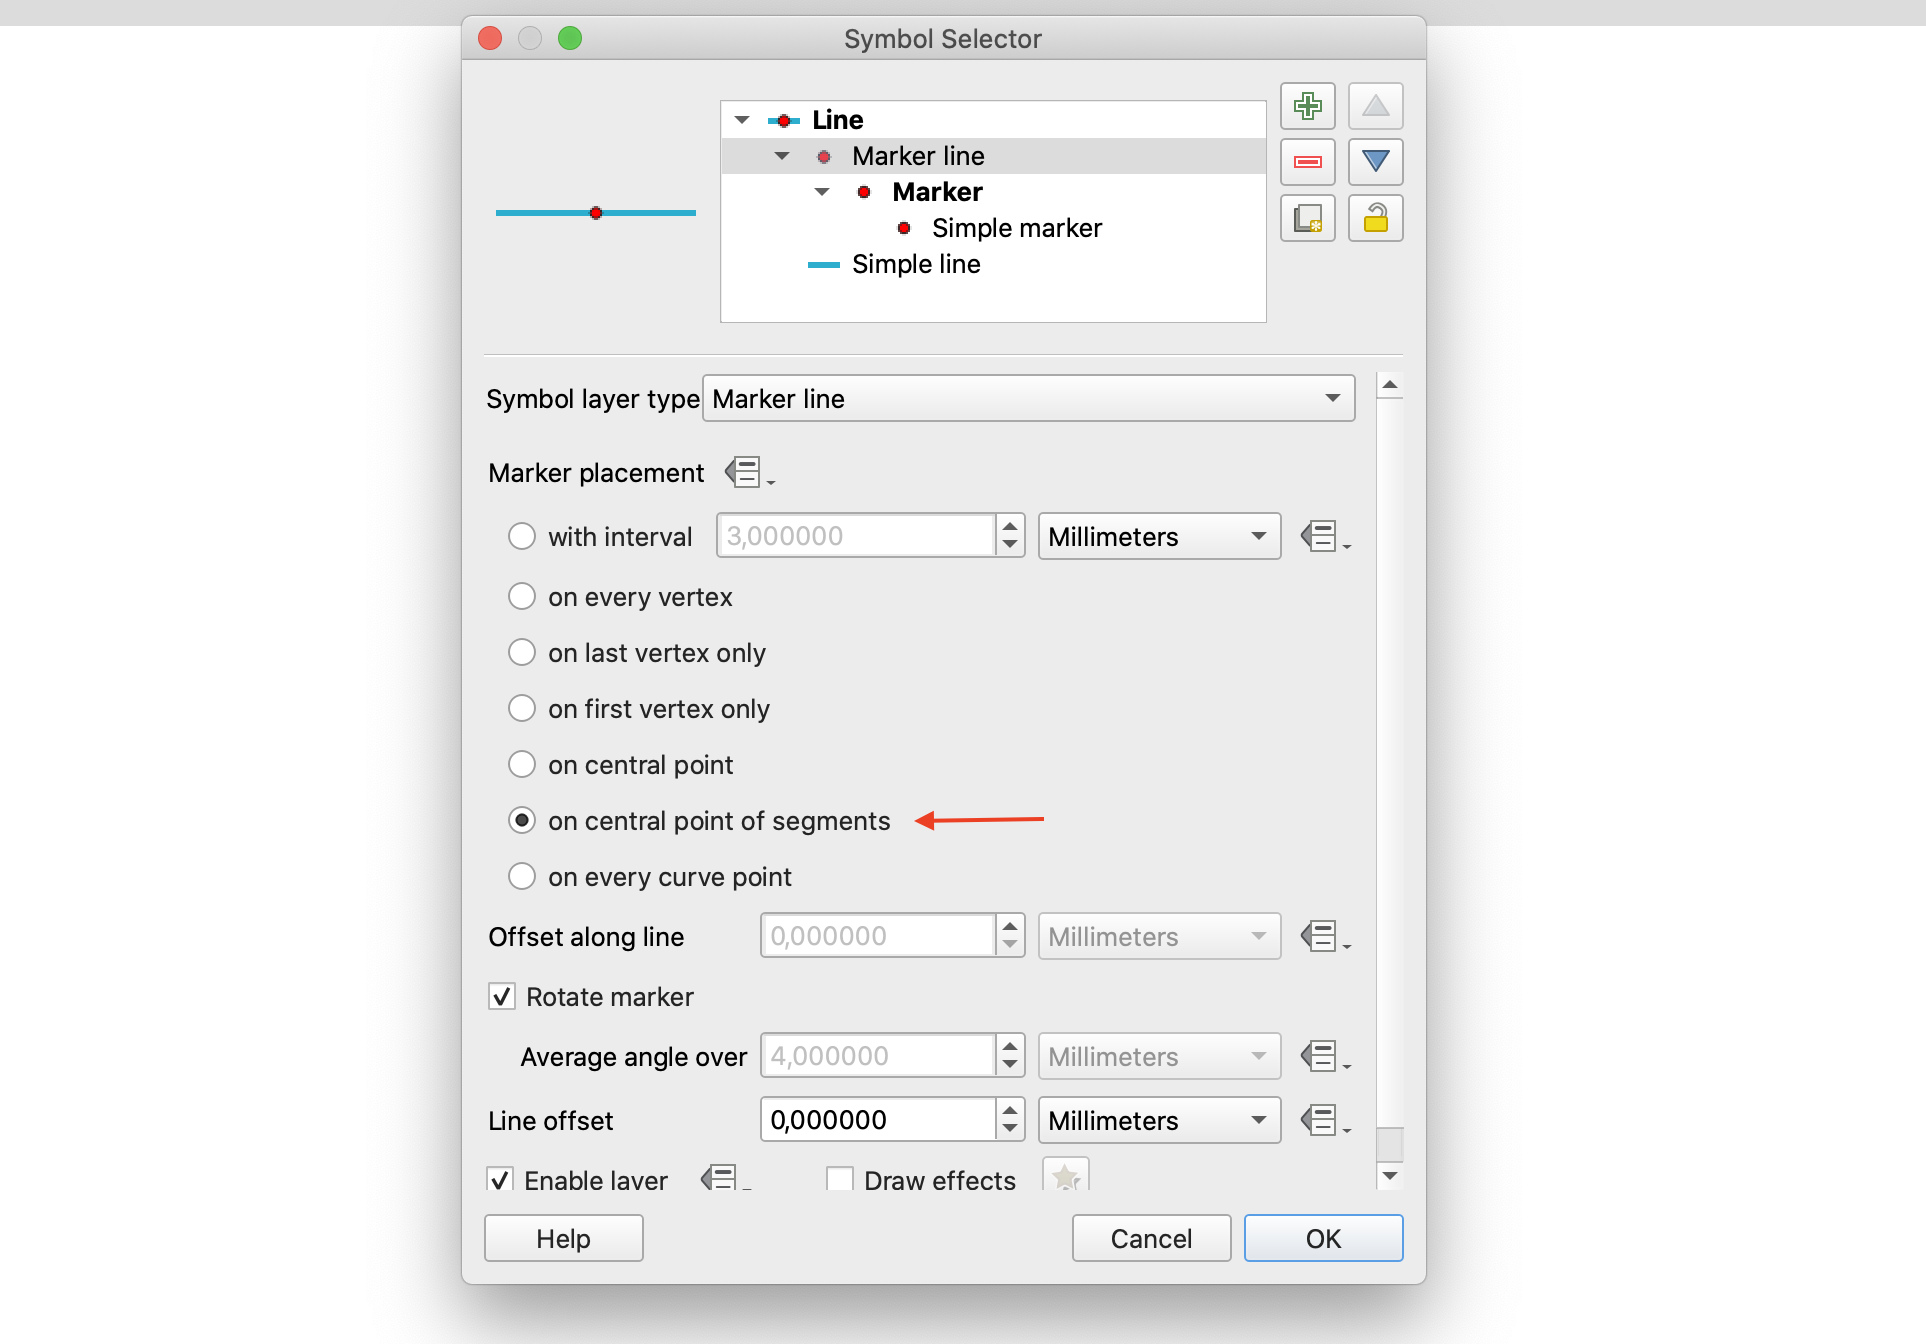 Symbol Selector
Line
Marker line
Marker
Simple marker
Simple line
Symbol layer type Marker line
Marker placement
with interval 3,000000 Millimeters
on every vertex
on last vertex only
on first vertex only
on central point
on central point of segments
on every curve point
Offset along line 0,000000 Millimeters
Rotate marker
Average angle over 4,000000 Millimeters
Line offset 0,000000 Millimeters
Enable layer Draw effects
Help Cancel OK